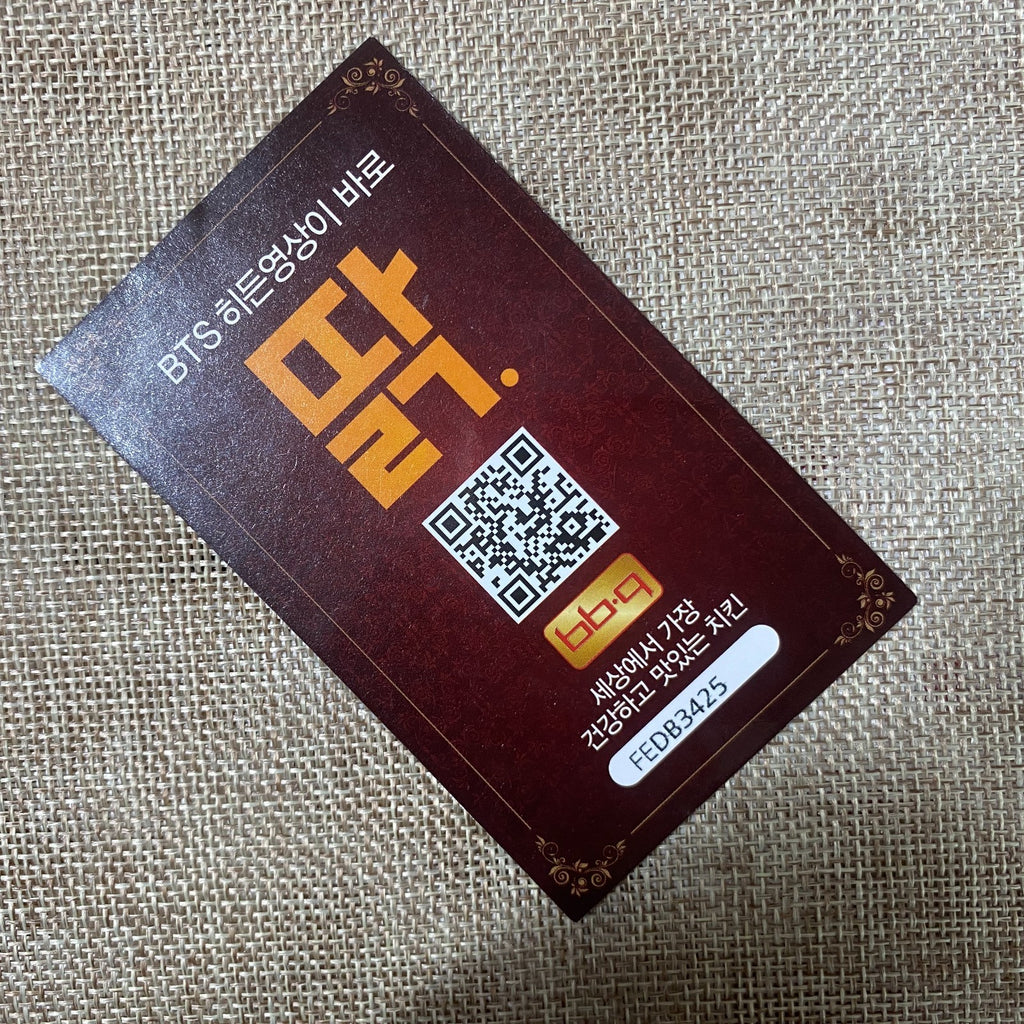 BTS 히든영상이 바로
딹.
bb·q
세상에서 가장
건강하고 맛있는 치킨
FEDB3425